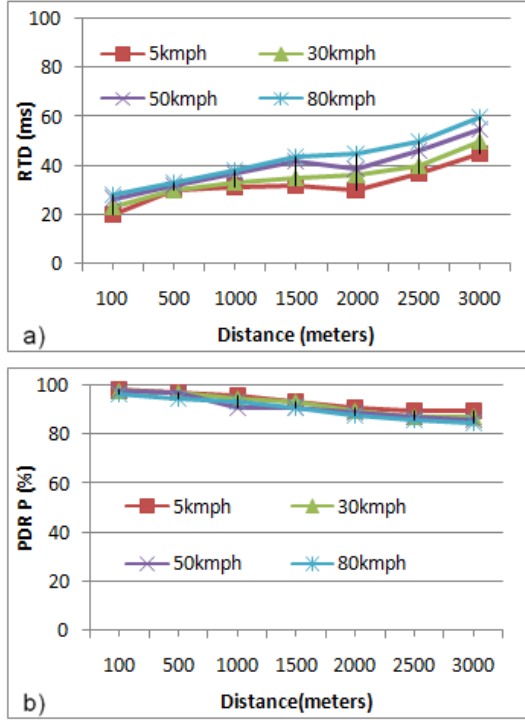 100
80
60
40
20
0
RTD (ms)
5kmph 30kmph
50kmph 80kmph
100 500 1000 1500 2000 2500 3000
Distance (meters)
a)
100
80
60
40
20
0
PDR P (%)
5kmph 30kmph
50kmph 80kmph
100 500 1000 1500 2000 2500 3000
Distance(meters)
b)